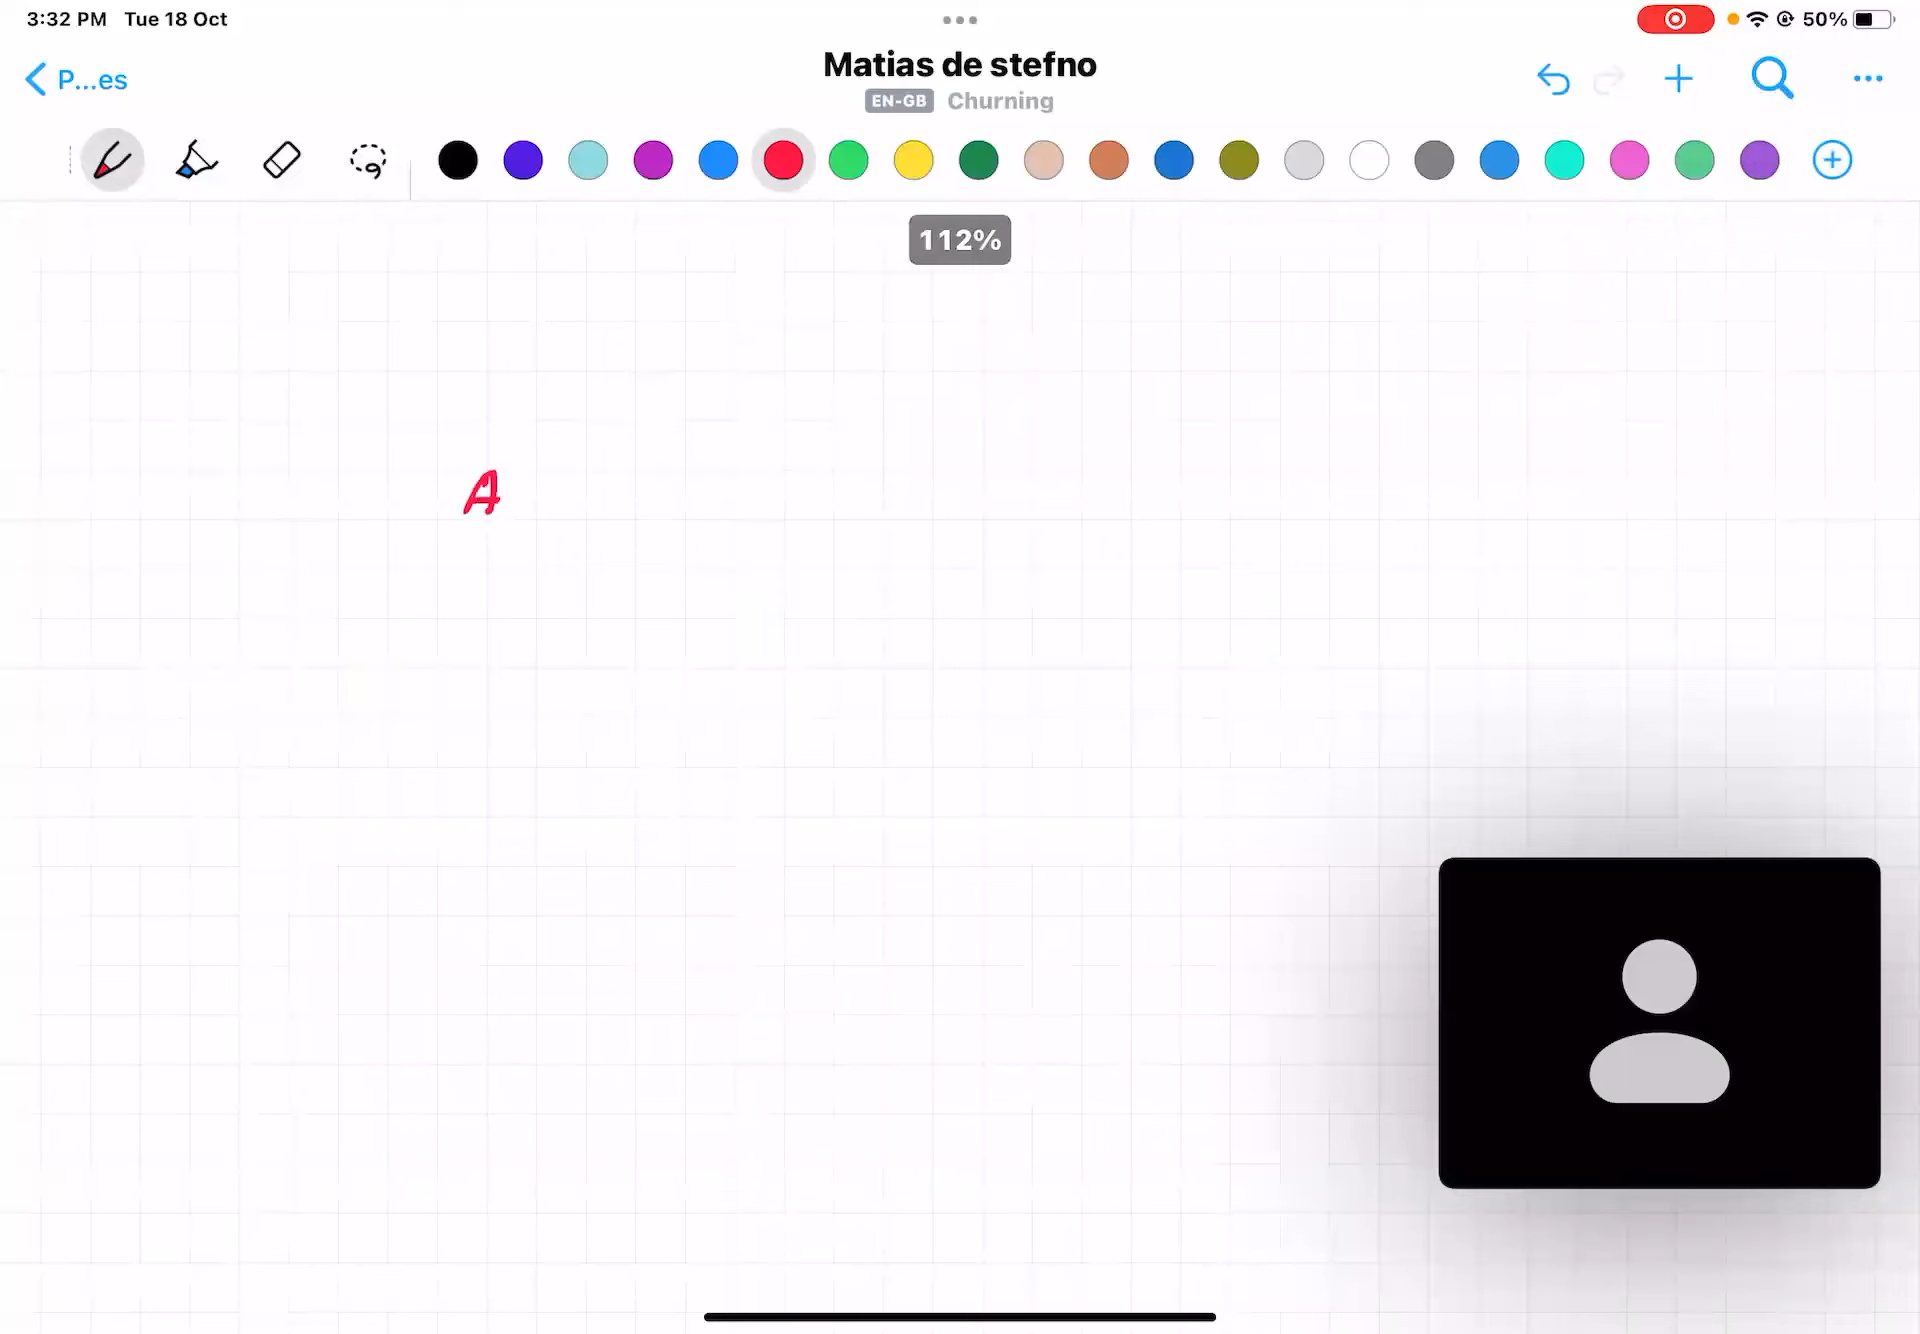 3:32 PM Tue 18 Oct
50%
P...es
Matias de stefno
EN-GB Churning
112%
A